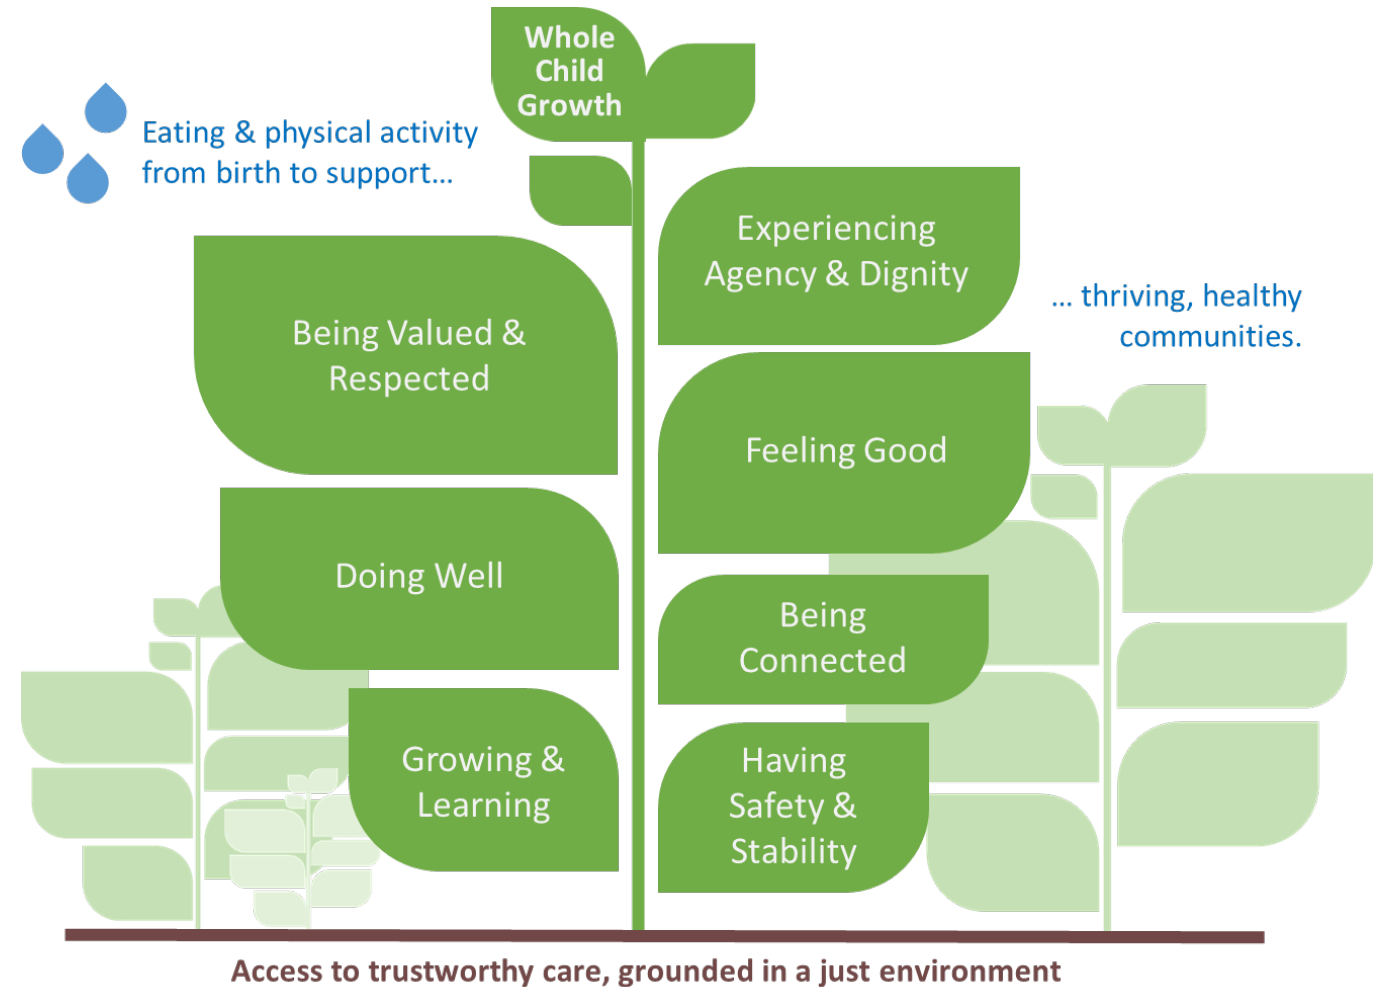 Whole
Child
Growth
Eating & physical activity
from birth to support...
Experiencing
Agency & Dignity
Being Valued &
Respected
... thriving, healthy
communities.
Feeling Good
Doing Well
Being
Connected
Growing &
Learning
Having
Safety &
Stability
Access to trustworthy care, grounded in a just environment